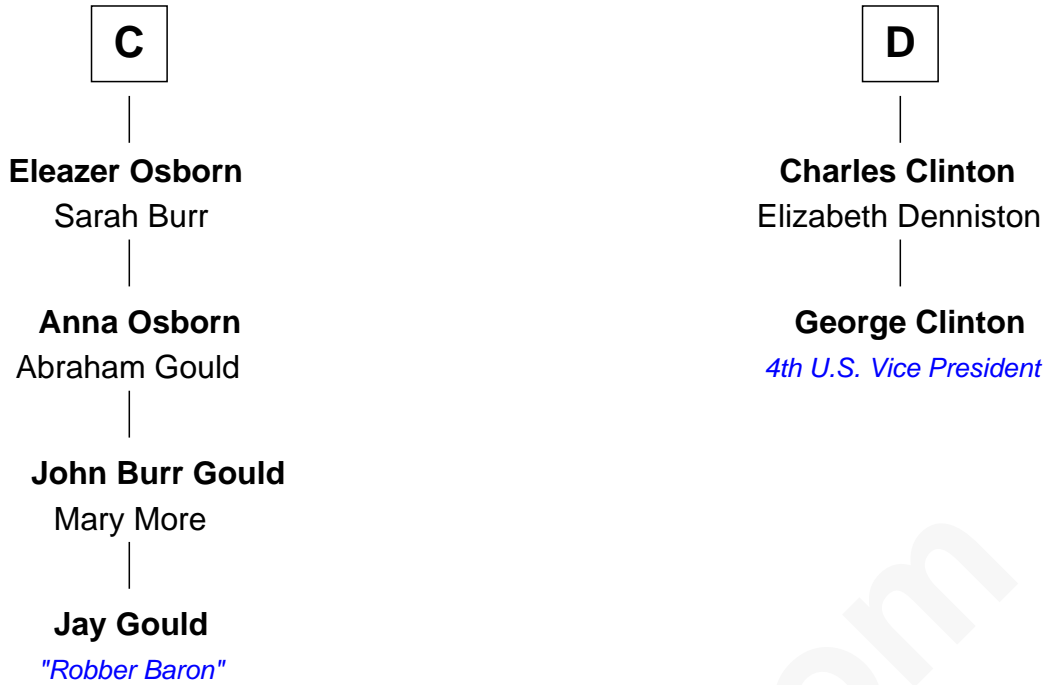 C
Eleazer Osborn
Sarah Burr
Anna Osborn
Abraham Gould
John Burr Gould
Mary More
Jay Gould
"Robber Baron"
D
Charles Clinton
Elizabeth Denniston
George Clinton
4th U.S. Vice President
om